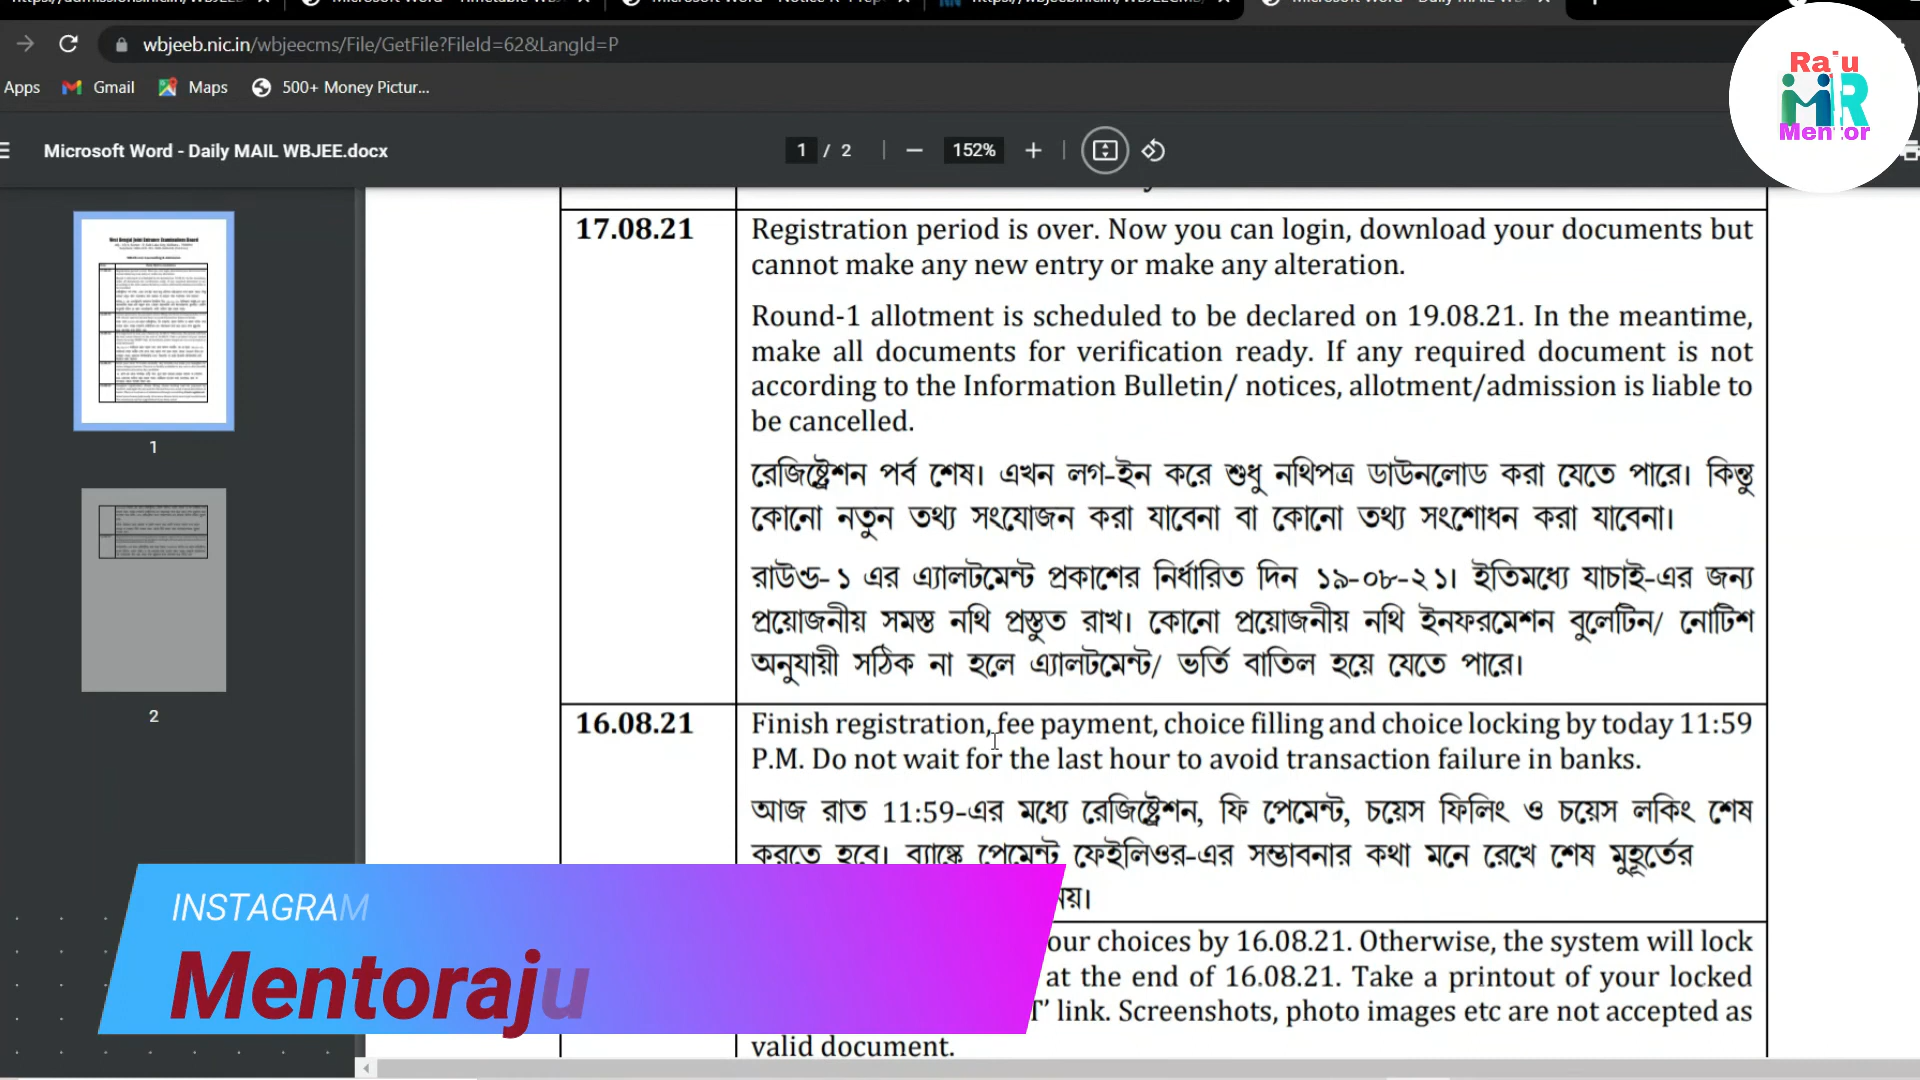 wbjeeb.nic.in/wbjeecms/File/GetFile?FileId=62&LangId=P
Apps Gmail Maps 500+ Money Pictur...
Raju
MR
Mentor
Microsoft Word - Daily MAIL WBJEE.docx 1 / 2 152%
17.08.21
Registration period is over. Now you can login, download your documents but
cannot make any new entry or make any alteration.
Round-1 allotment is scheduled to be declared on 19.08.21. In the meantime,
make all documents for verification ready. If any required document is not
according to the Information Bulletin/ notices, allotment/admission is liable to
be cancelled.
রেজিষ্ট্রেশন পর্ব শেষ। এখন লগ-ইন করে শুধু নথিপত্র ডাউনলোড করা যেতে পারে। কিন্তু
কোনো নতুন তথ্য সংযোজন করা যাবেনা বা কোনো তথ্য সংশোধন করা যাবেনা।
রাউন্ড-১ এর এ্যালটমেন্ট প্রকাশের নির্ধারিত দিন ১৯-০৮-২১। ইতিমধ্যে যাচাই-এর জন্য
প্রয়োজনীয় সমস্ত নথি প্রস্তুত রাখ। কোনো প্রয়োজনীয় নথি ইনফরমেশন বুলেটিন/ নোটিশ
অনুযায়ী সঠিক না হলে এ্যালটমেন্ট/ ভর্তি বাতিল হয়ে যেতে পারে।
16.08.21
Finish registration, fee payment, choice filling and choice locking by today 11:59
P.M. Do not wait for the last hour to avoid transaction failure in banks.
আজ রাত 11:59-এর মধ্যে রেজিষ্ট্রেশন, ফি পেমেন্ট, চয়েস ফিলিং ও চয়েস লকিং শেষ
করতে হবে। ব্যাঙ্কে পেমেন্ট ফেইলিওর-এর সম্ভাবনার কথা মনে রেখে শেষ মুহূর্তের
নয়।
our choices by 16.08.21. Otherwise, the system will lock
at the end of 16.08.21. Take a printout of your locked
T' link. Screenshots, photo images etc are not accepted as
valid document.
1
2
INSTAGRAM
Mentoraju